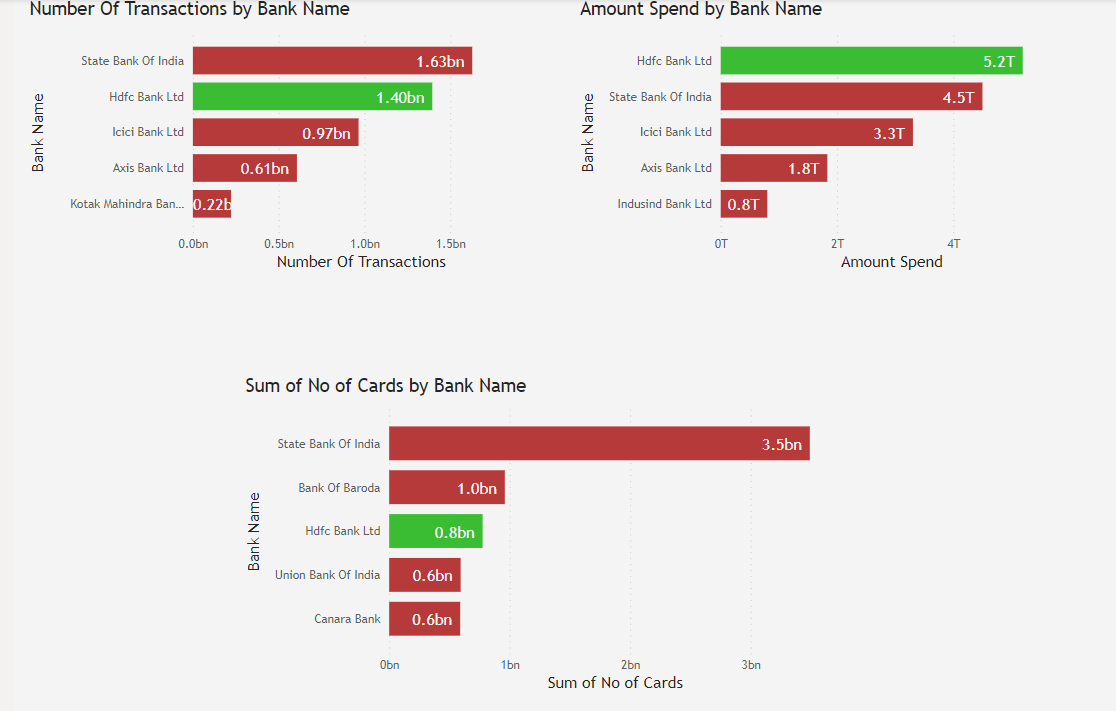 Number Of Transactions by Bank Name
Bank Name
State Bank Of India 1.63bn
Hdfc Bank Ltd 1.40bn
Icici Bank Ltd 0.97bn
Axis Bank Ltd 0.61bn
Kotak Mahindra Ban... 0.22b
0.0bn 0.5bn 1.0bn 1.5bn
Number Of Transactions
Amount Spend by Bank Name
Bank Name
Hdfc Bank Ltd 5.2T
State Bank Of India 4.5T
Icici Bank Ltd 3.3T
Axis Bank Ltd 1.8T
Indusind Bank Ltd 0.8T
0T 2T 4T
Amount Spend
Sum of No of Cards by Bank Name
Bank Name
State Bank Of India 3.5bn
Bank Of Baroda 1.0bn
Hdfc Bank Ltd 0.8bn
Union Bank Of India 0.6bn
Canara Bank 0.6bn
0bn 1bn 2bn 3bn
Sum of No of Cards